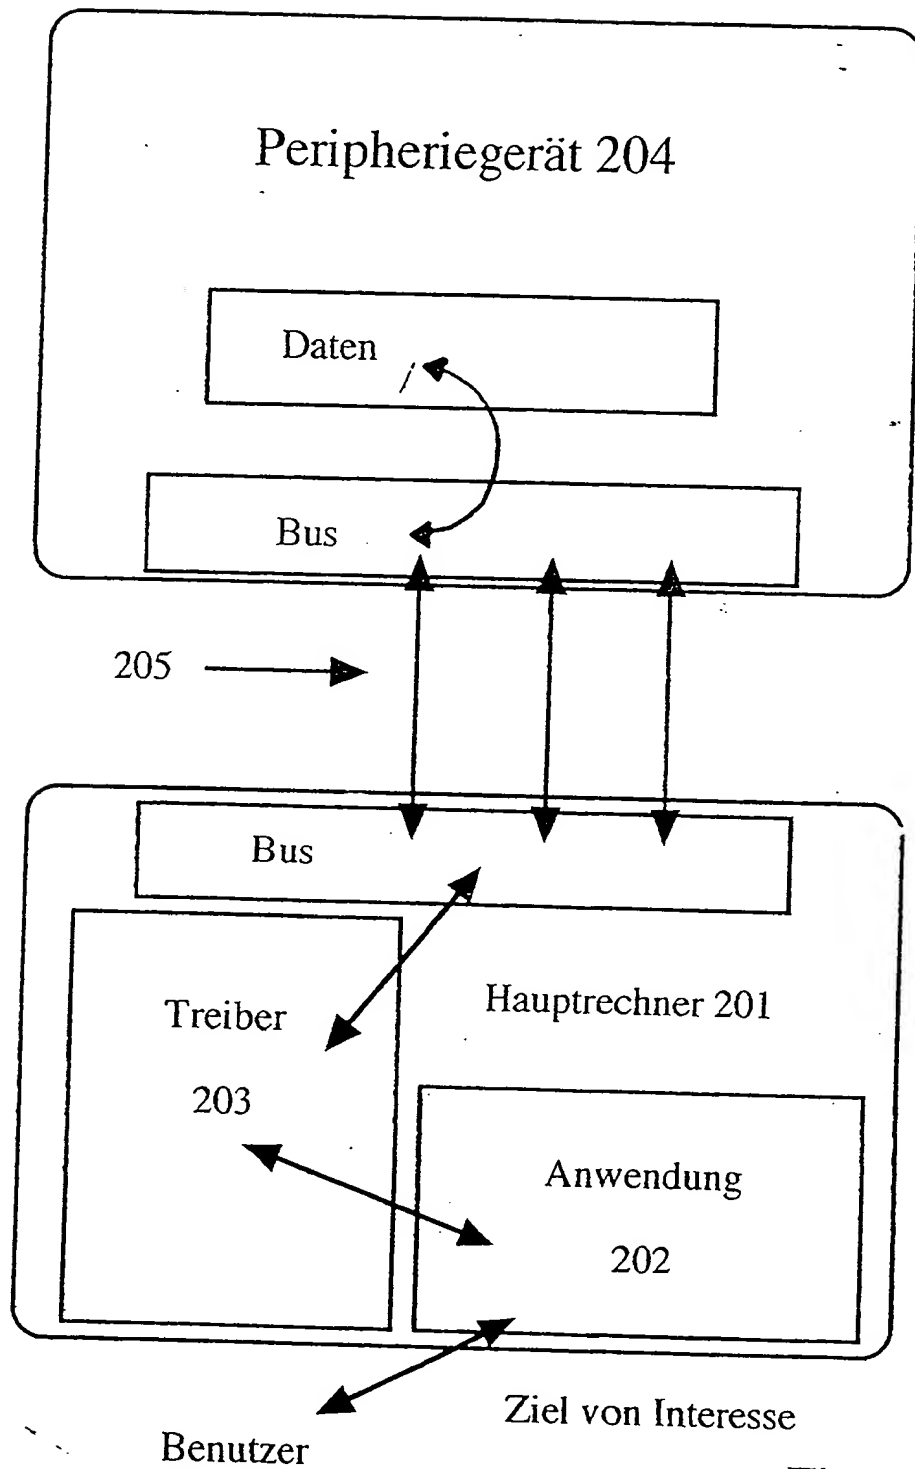 Peripheriegerät 204
Daten
Bus
205
Bus
Treiber
203
Hauptrechner 201
Anwendung
202
Ziel von Interesse
Benutzer